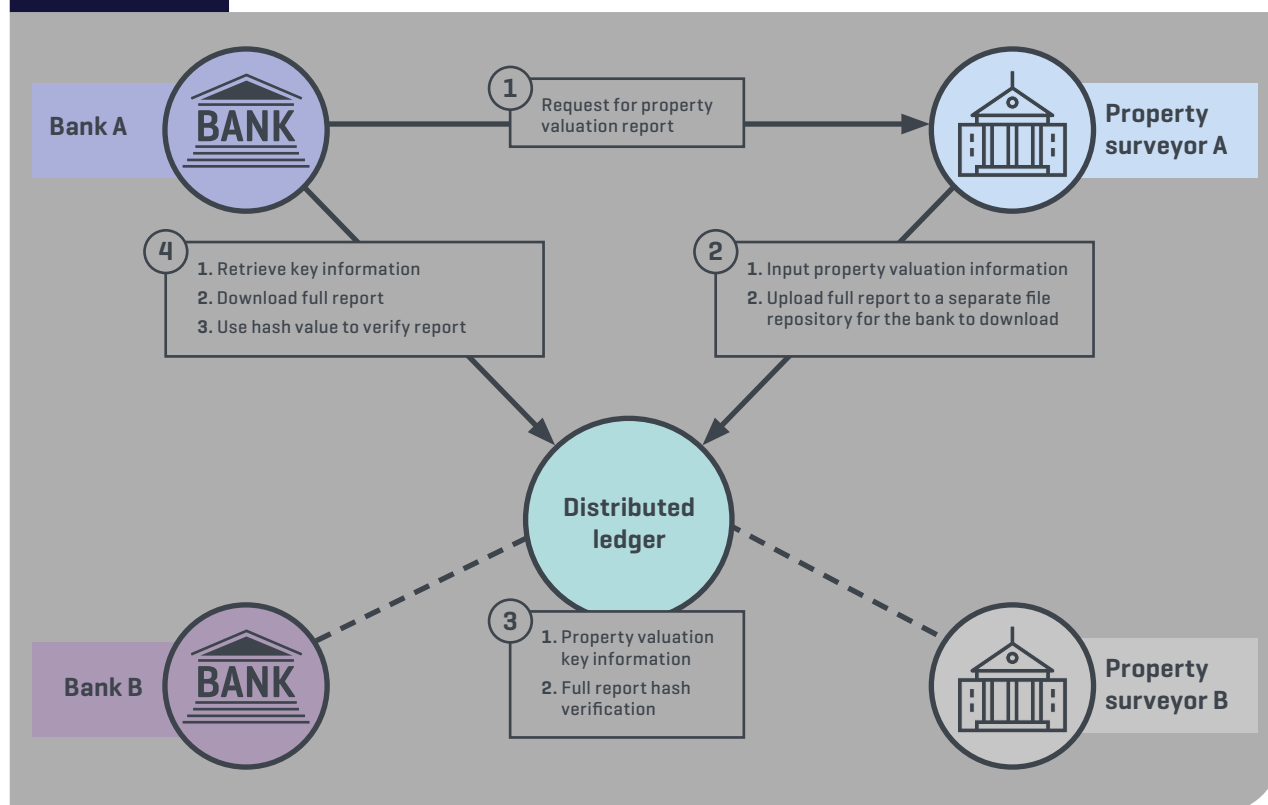 Bank A
BANK
1
Request for property
valuation report
Property
surveyor A
4
1. Retrieve key information
2. Download full report
3. Use hash value to verify report
2
1. Input property valuation information
2. Upload full report to a separate file
repository for the bank to download
Distributed
ledger
Bank B
BANK
3
1. Property valuation
key information
2. Full report hash
verification
Property
surveyor B